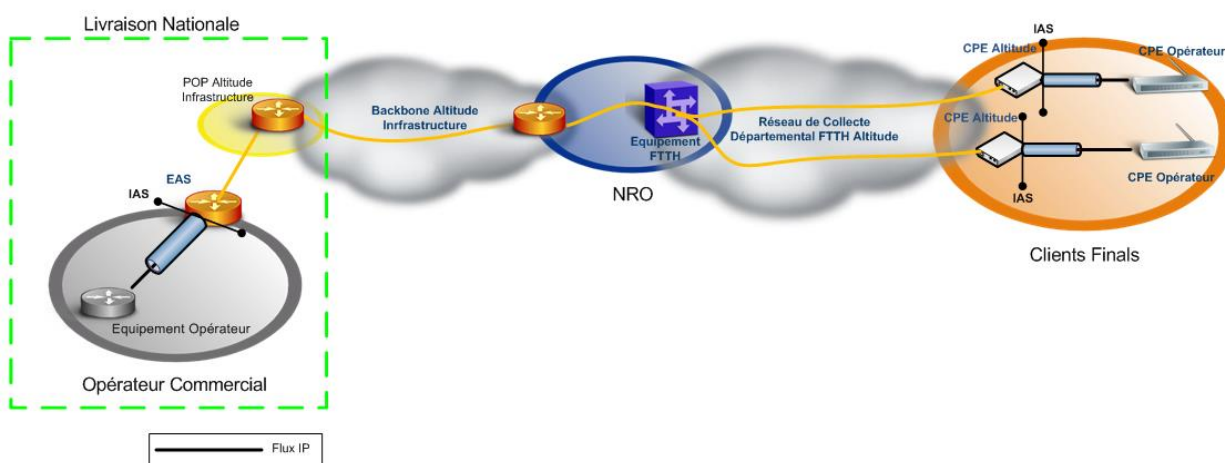 Livraison Nationale
POP Altitude
Infrastructure
EAS
IAS
Equipement Opérateur
Opérateur Commercial
Flux IP
Backbone Altitude
Inrfrastructure
Equipement
FTTH
NRO
Réseau de Collecte
Départemental FTTH Altitude
IAS
CPE Altitude
CPE Opérateur
CPE Altitude
IAS
CPE Opérateur
Clients Finals